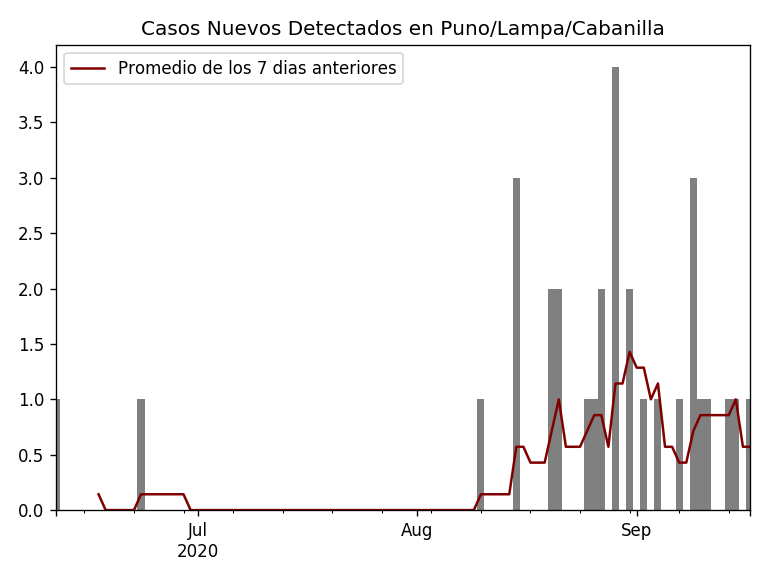 Casos Nuevos Detectados en Puno/Lampa/Cabanilla
Promedio de los 7 dias anteriores
4.0
3.5
3.0
2.5
2.0
1.5
1.0
0.5
0.0
Jul
2020
Aug
Sep